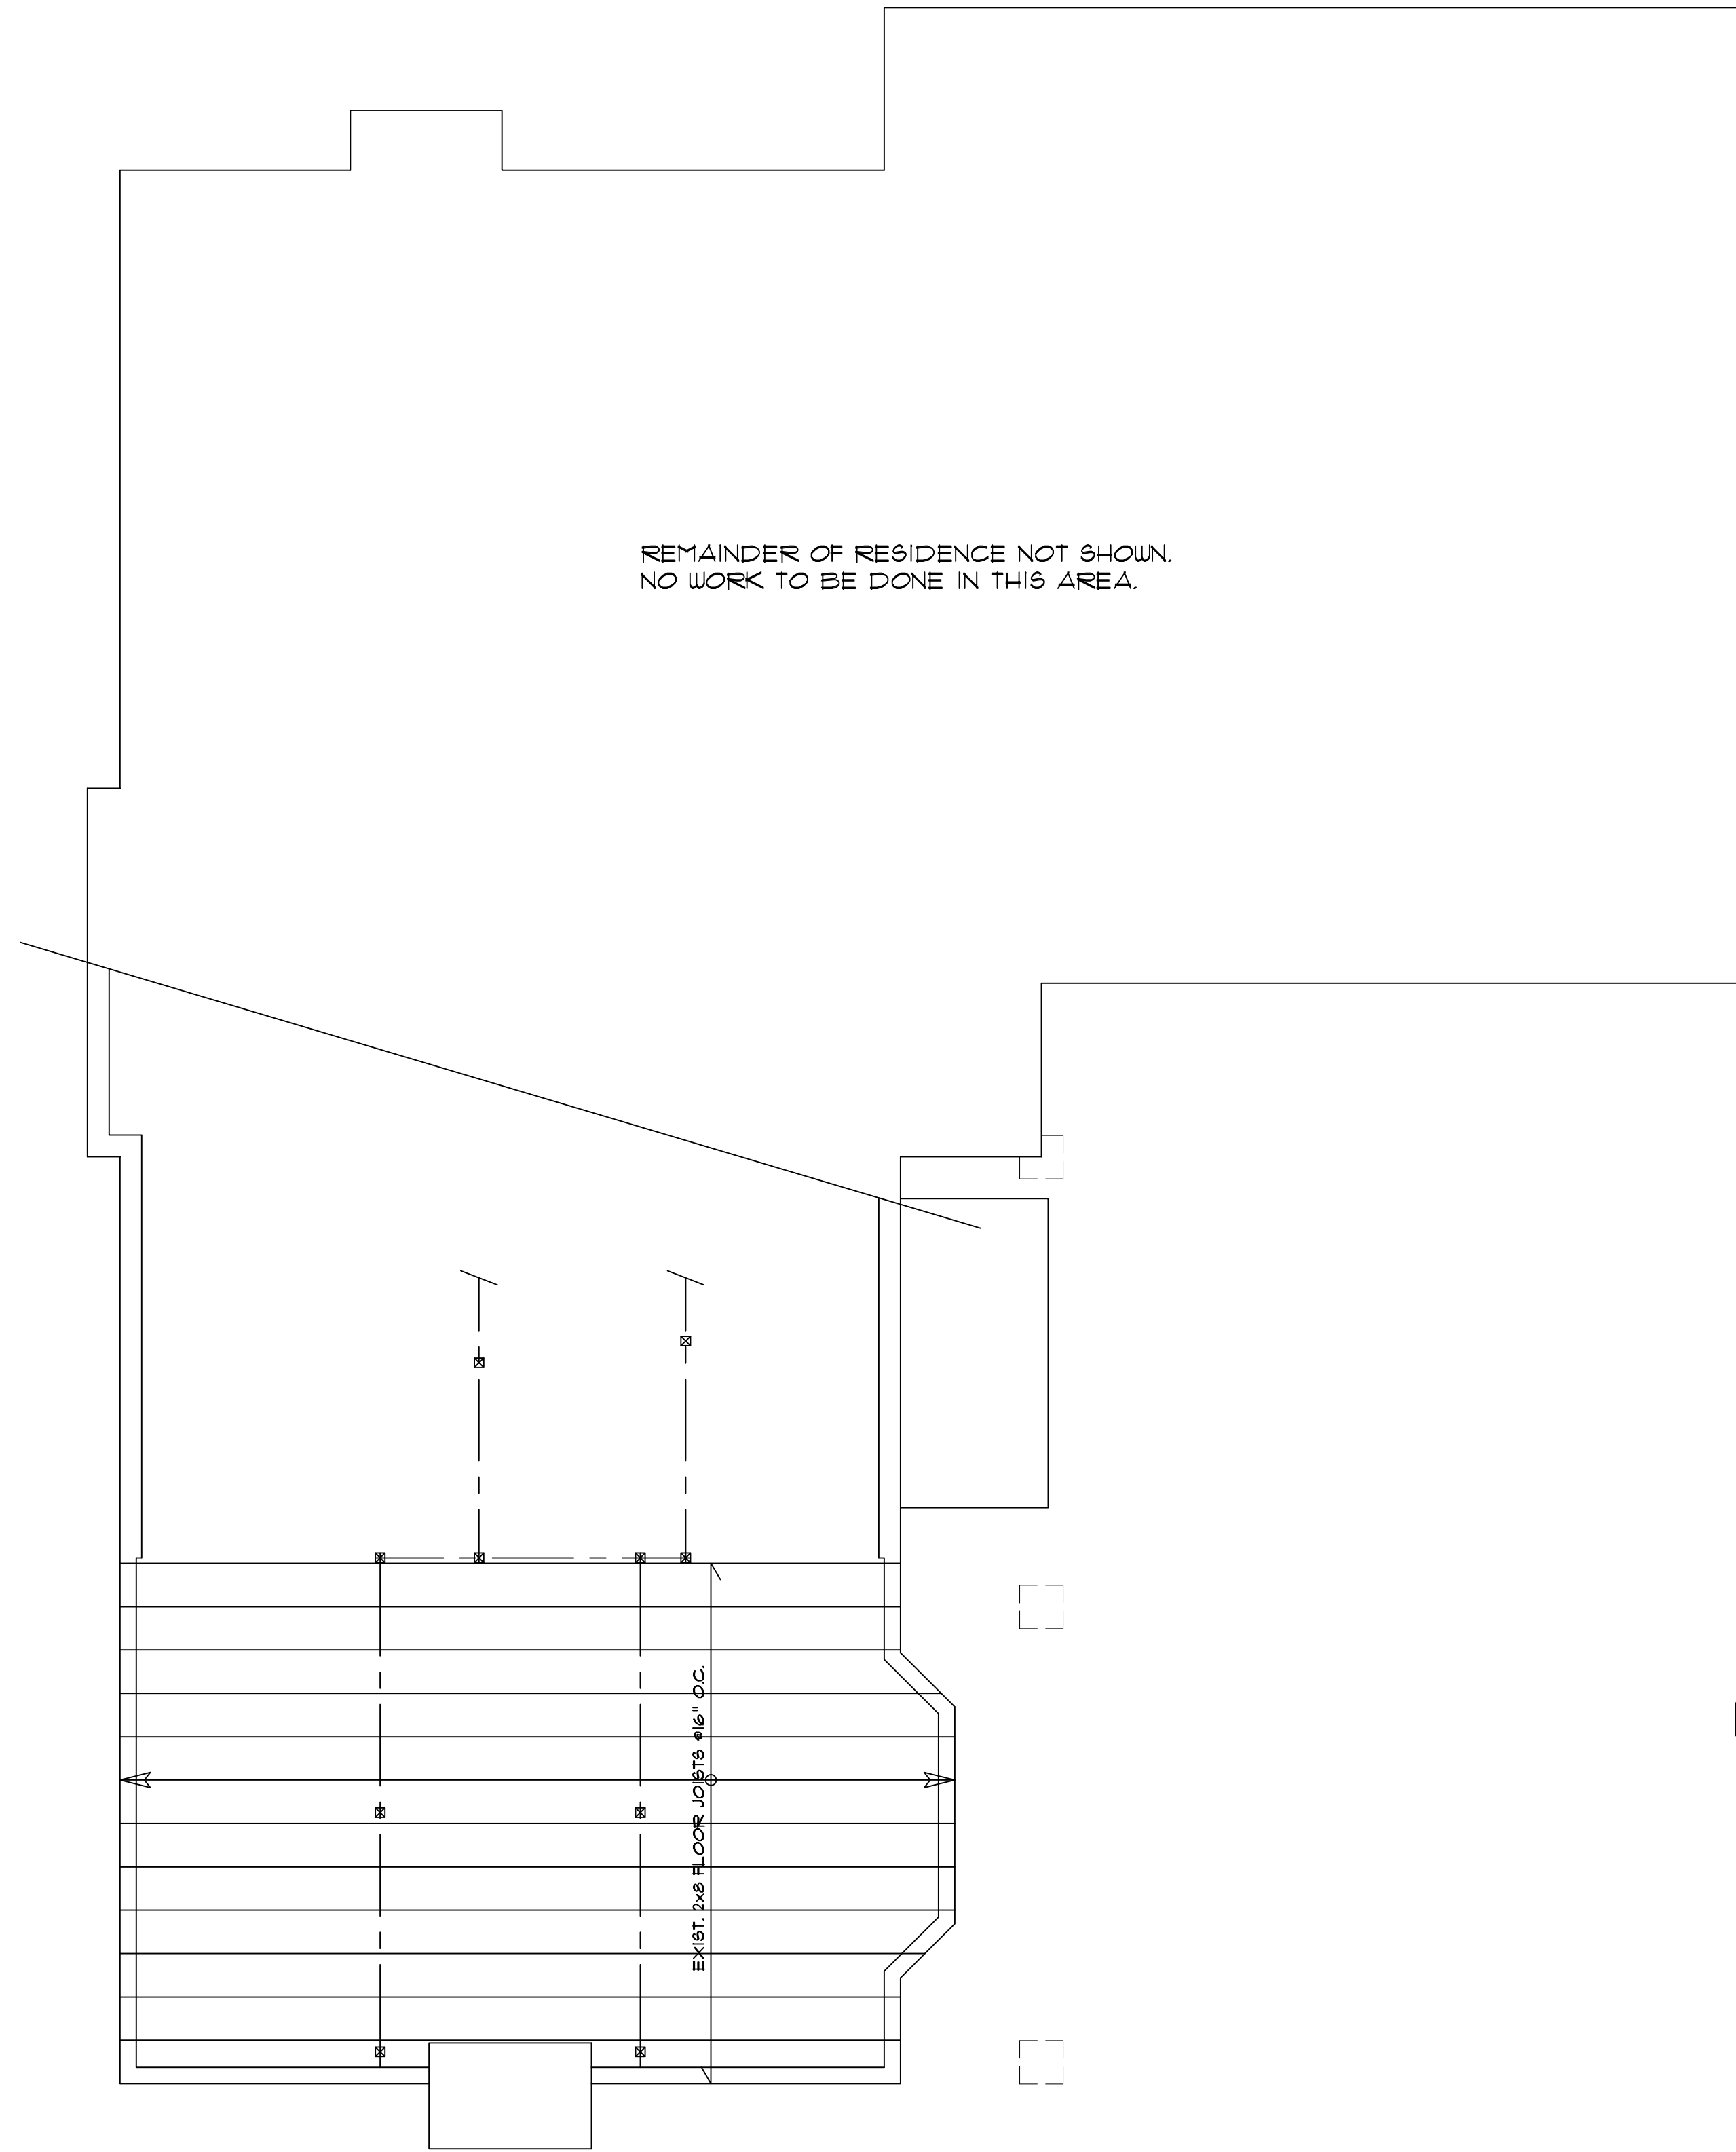 REMAINDER OF RESIDENCE NOT SHOWN.
NO WORK TO BE DONE IN THIS AREA.
EXIST. 2x8 FLOOR JOISTS @16" O.C.